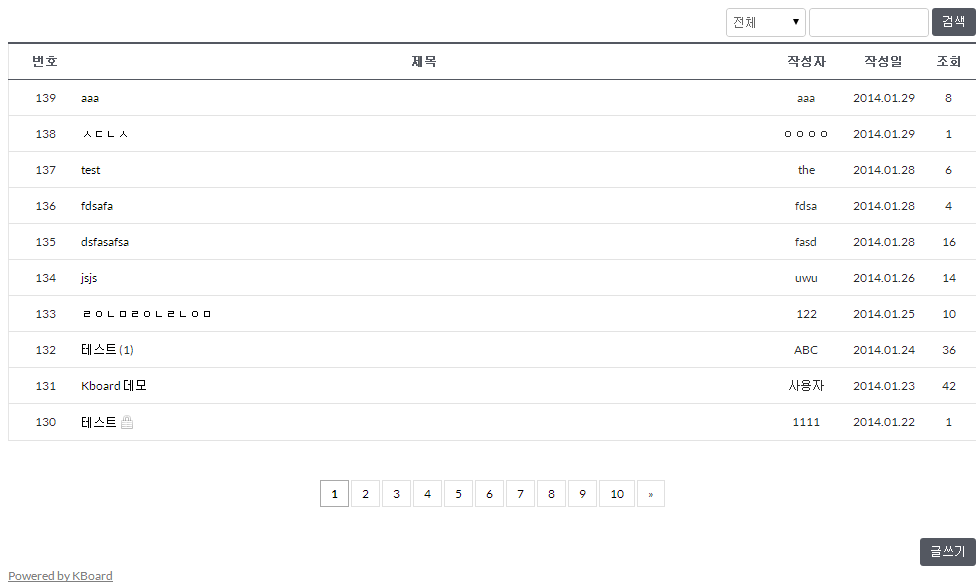 전체 ▼ 검색
번호 제목 작성자 작성일 조회
139 aaa aaa 2014.01.29 8
138 ㅅㄷㄴㅅ ㅇㅇㅇㅇ 2014.01.29 1
137 test the 2014.01.28 6
136 fdsafa fdsa 2014.01.28 4
135 dsfasafsa fasd 2014.01.28 16
134 jsjs uwu 2014.01.26 14
133 ㄹㅇㄴㅁㄹㅇㄴㄹㄴㅇㅁ 122 2014.01.25 10
132 테스트 (1) ABC 2014.01.24 36
131 Kboard 데모 사용자 2014.01.23 42
130 테스트 1111 2014.01.22 1
1 2 3 4 5 6 7 8 9 10 »
글쓰기
Powered by KBoard